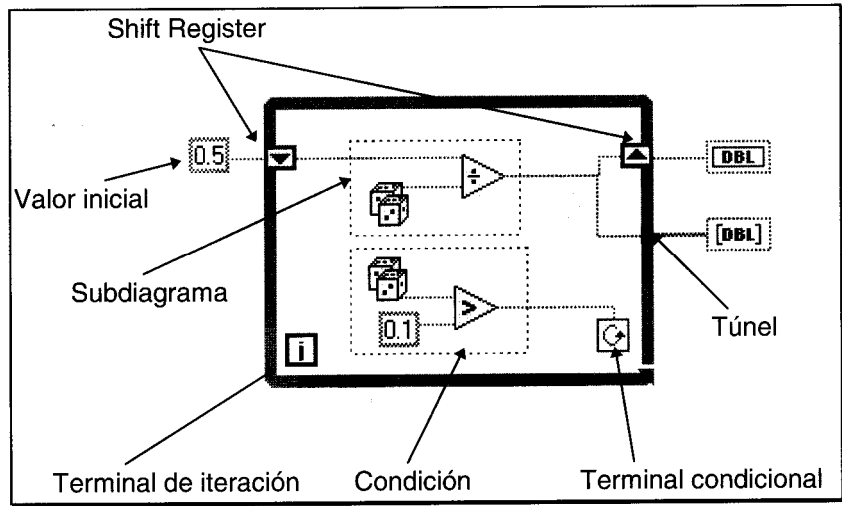 Shift Register
0.5
DBL
Valor inicial
÷
[DBL]
Subdiagrama
>
0.1
Túnel
i
Terminal de iteración
Condición
Terminal condicional